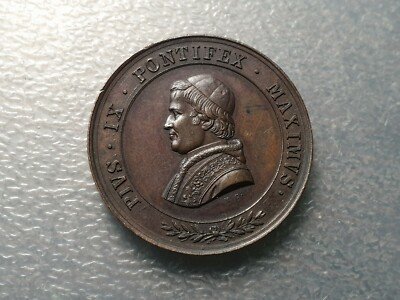 PIVS · IX · PONTIFEX · MAXIMVS ·